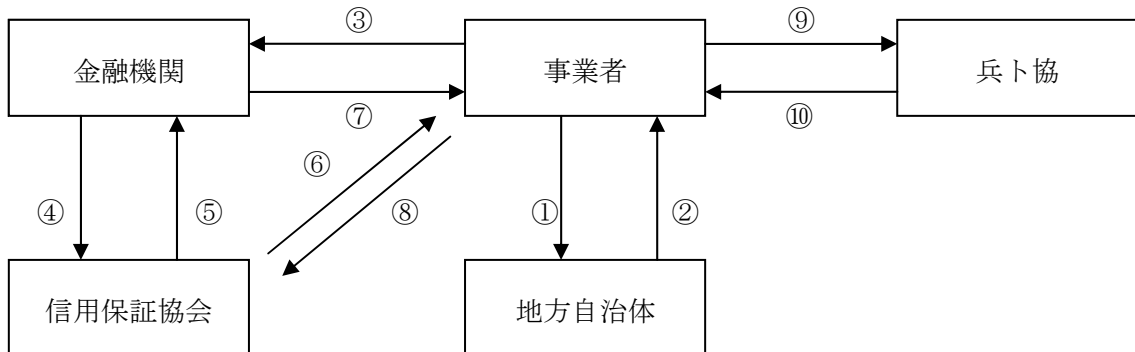 ③
⑨
金融機関
事業者
兵ト協
⑦
⑩
⑥
④
⑤
⑧
①
②
信用保証協会
地方自治体